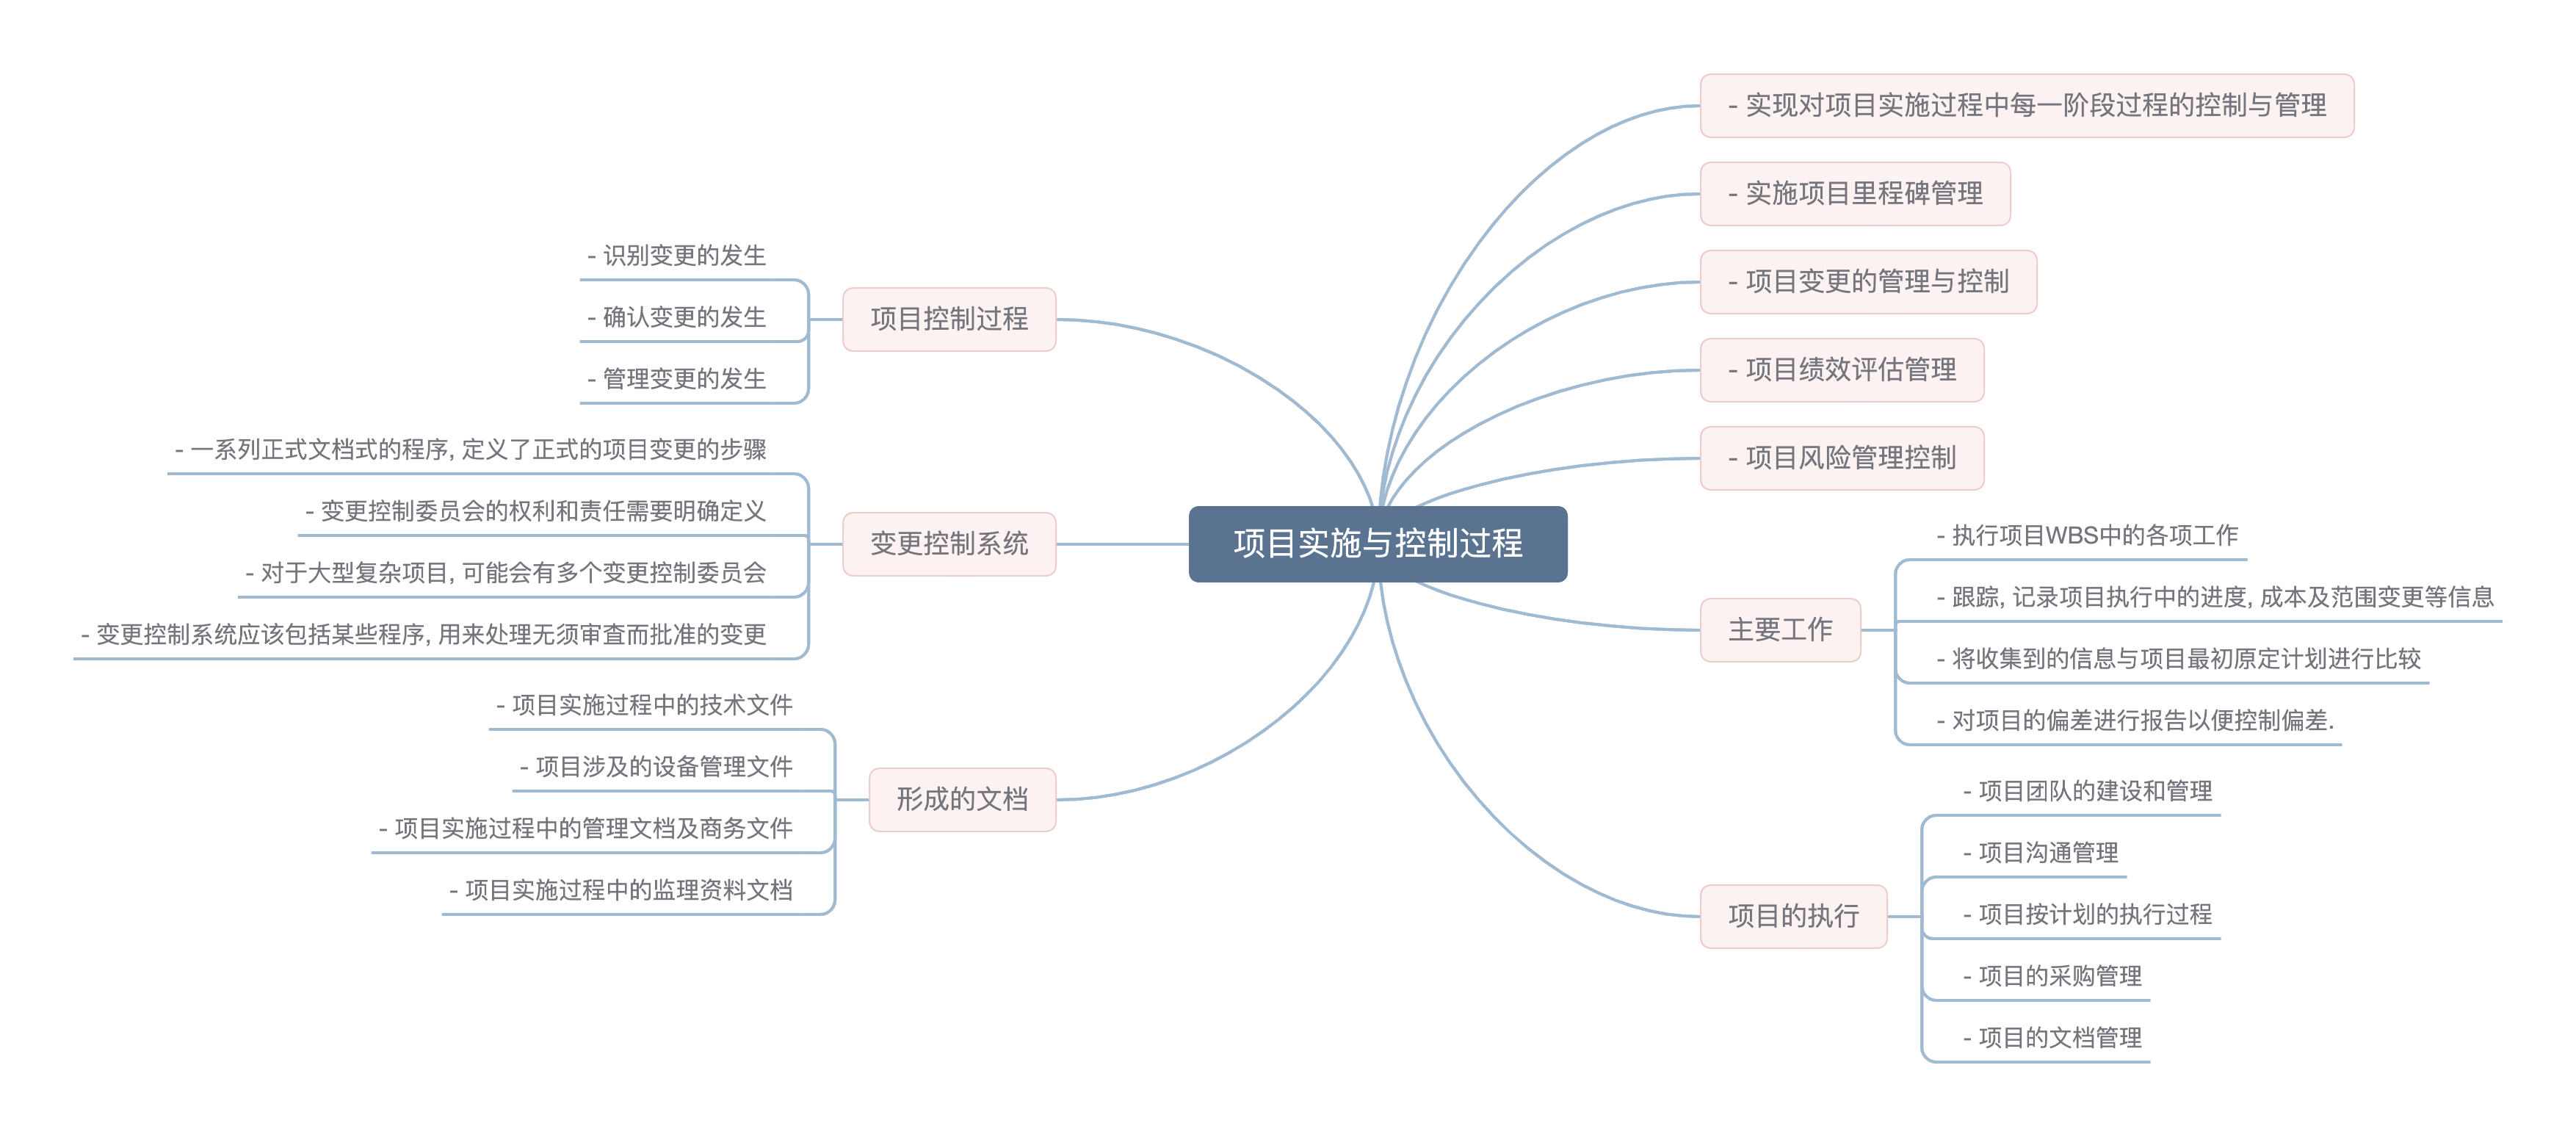 项目实施与控制过程
- 实现对项目实施过程中每一阶段过程的控制与管理
- 实施项目里程碑管理
- 项目变更的管理与控制
- 项目绩效评估管理
- 项目风险管理控制
主要工作
- 执行项目WBS中的各项工作
- 跟踪, 记录项目执行中的进度, 成本及范围变更等信息
- 将收集到的信息与项目最初原定计划进行比较
- 对项目的偏差进行报告以便控制偏差.
项目的执行
- 项目团队的建设和管理
- 项目沟通管理
- 项目按计划的执行过程
- 项目的采购管理
- 项目的文档管理
项目控制过程
- 识别变更的发生
- 确认变更的发生
- 管理变更的发生
变更控制系统
- 一系列正式文档式的程序, 定义了正式的项目变更的步骤
- 变更控制委员会的权利和责任需要明确定义
- 对于大型复杂项目, 可能会有多个变更控制委员会
- 变更控制系统应该包括某些程序, 用来处理无须审查而批准的变更
形成的文档
- 项目实施过程中的技术文件
- 项目涉及的设备管理文件
- 项目实施过程中的管理文档及商务文件
- 项目实施过程中的监理资料文档